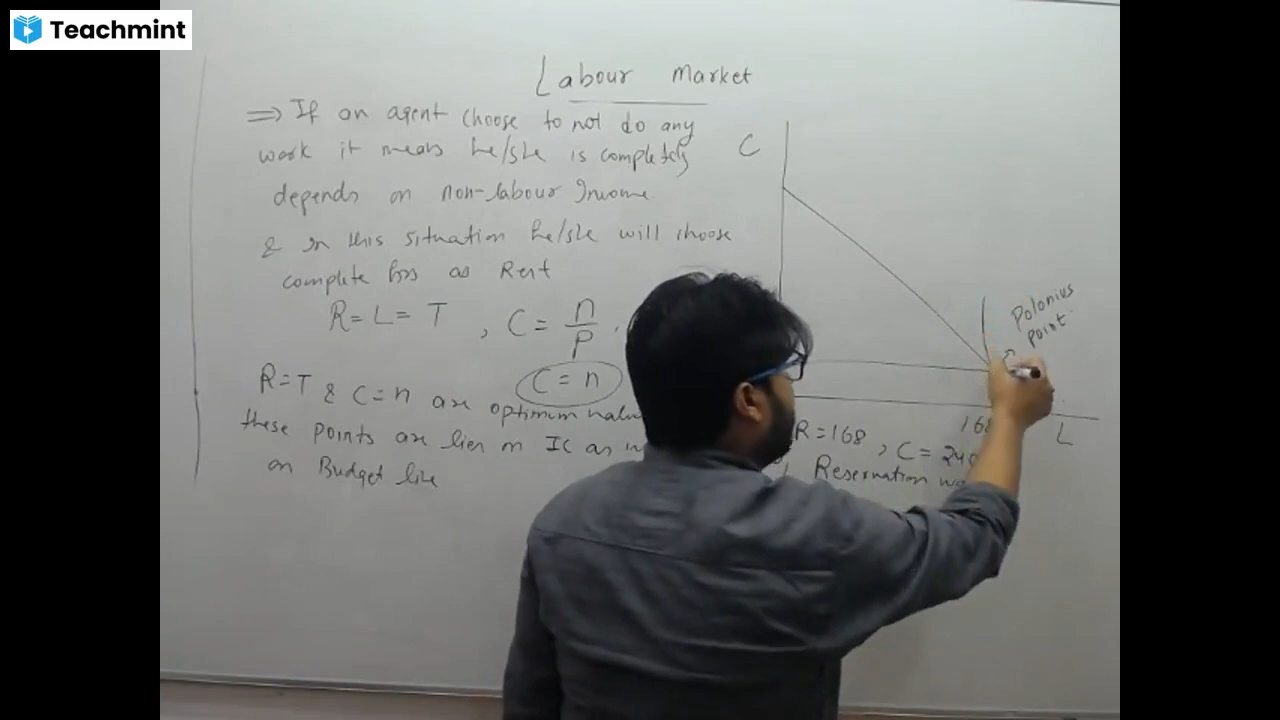 Teachmint
Labour Market
⇒ If an agent choose to not do any
work it means he/she is completely
depends on non-labour Income
& in this situation he/she will choose
complete hrs as Rest
R = L = T , C = n/P
C = n
R = T & C = n are optimum
these points are lies on IC as
on Budget line
C
Polonius
Point
L
R = 168 , C =
Reservation